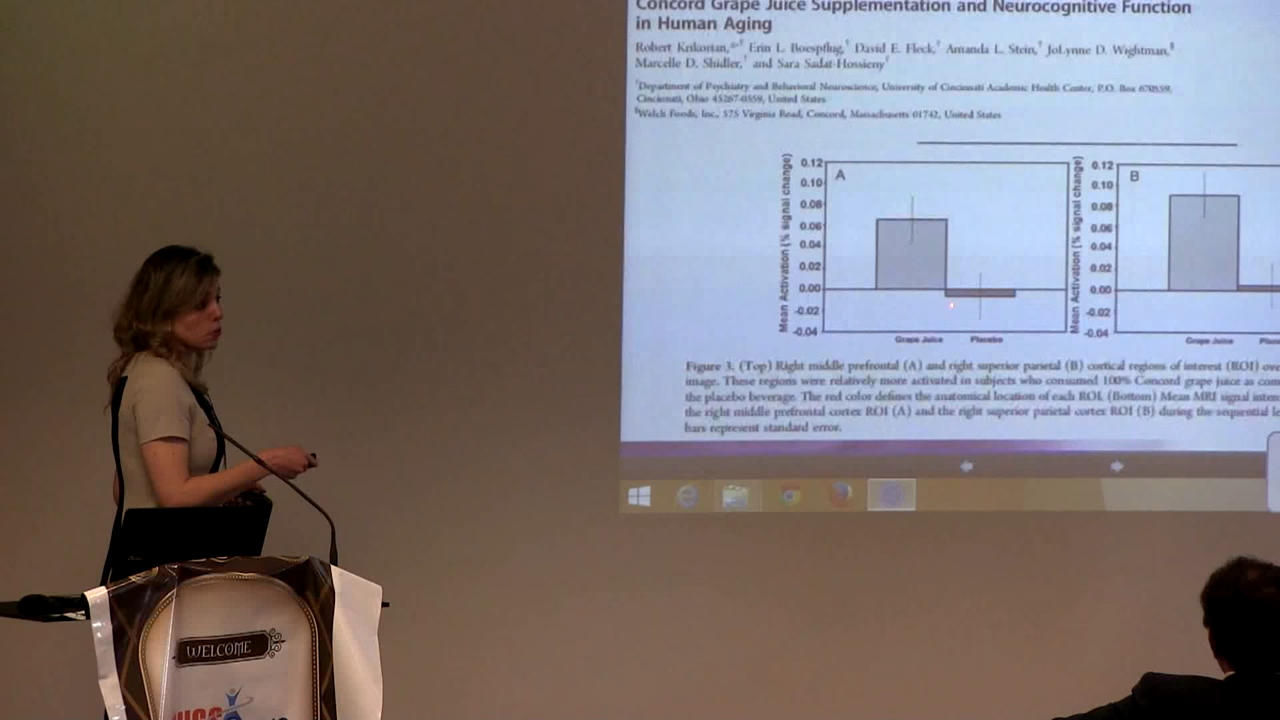 Concord Grape Juice Supplementation and Neurocognitive Function
in Human Aging
Robert Krikorian,*,† Erin L. Boespflug,† David E. Fleck,† Amanda L. Stein,† JoLynne D. Wightman,§
Marcelle D. Shidler,† and Sara Sadat-Hossieny†
†Department of Psychiatry and Behavioral Neuroscience, University of Cincinnati Academic Health Center, P.O. Box 670559,
Cincinnati, Ohio 45267-0559, United States
§Welch Foods, Inc., 575 Virginia Road, Concord, Massachusetts 01742, United States
Mean Activation (% signal change)
0.12
0.10
0.08
0.06
0.04
0.02
0.00
-0.02
-0.04
A
Grape Juice Placebo
Mean Activation (% signal change)
0.12
0.10
0.08
0.06
0.04
0.02
0.00
-0.02
-0.04
B
Grape Juice
Figure 3. (Top) Right middle prefrontal (A) and right superior parietal (B) cortical regions of interest (ROI)
image. These regions were relatively more activated in subjects who consumed 100% Concord grape juice as
the placebo beverage. The red color defines the anatomical location of each ROI. (Bottom) Mean MRI signal
the right middle prefrontal cortex ROI (A) and the right superior parietal cortex ROI (B) during the sequential
bars represent standard error.
WELCOME